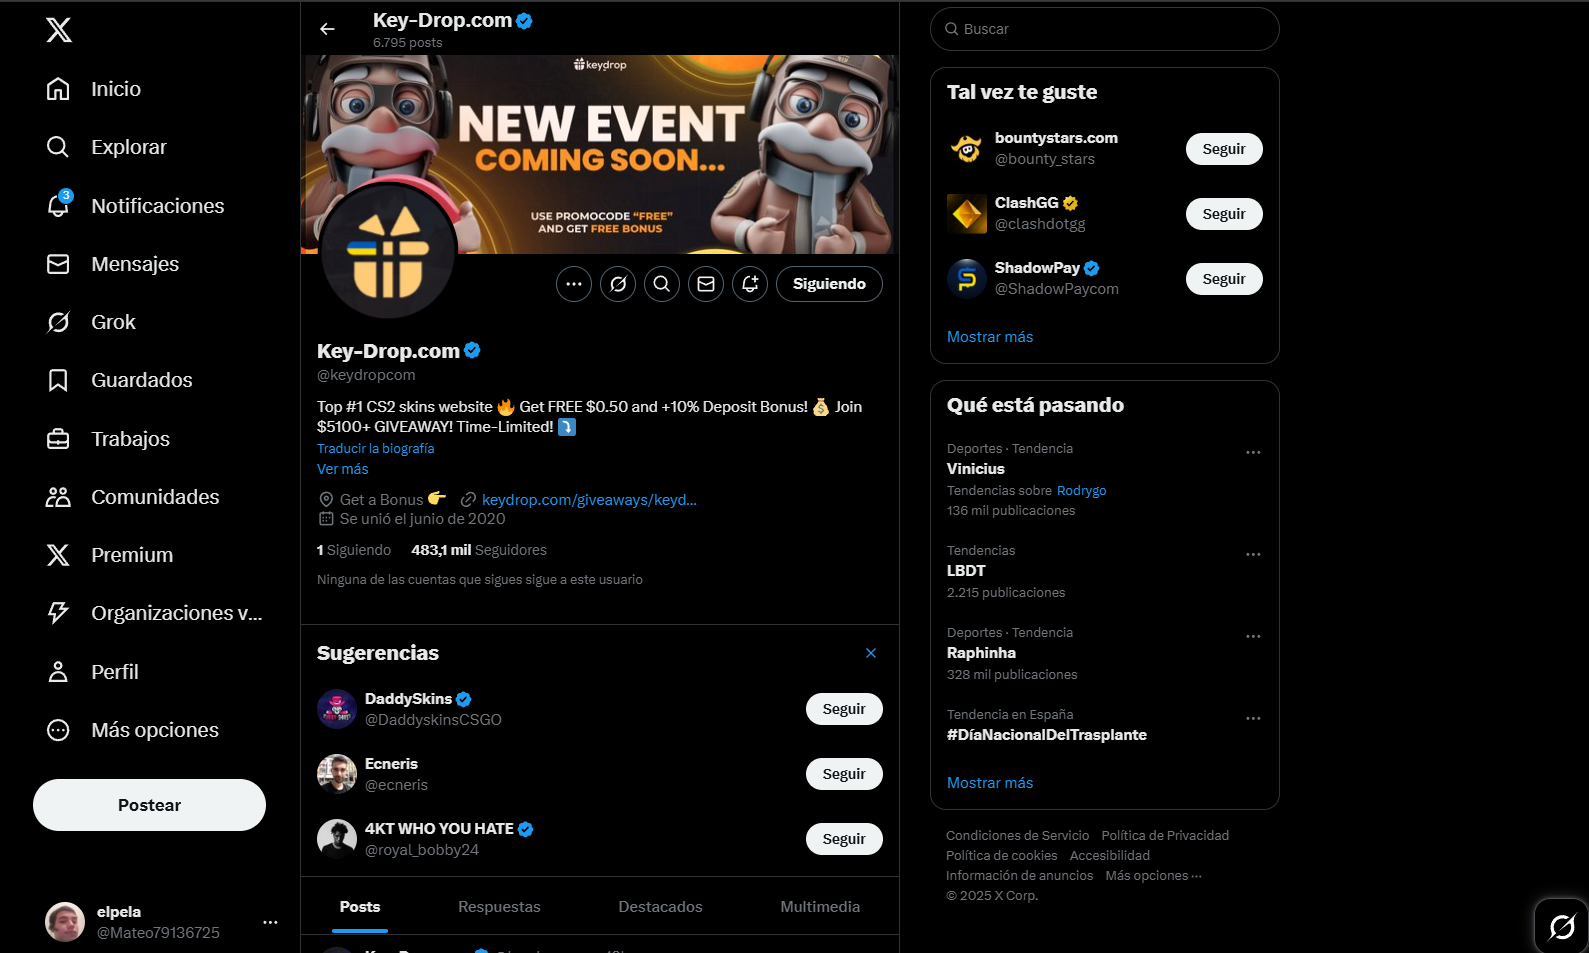 Inicio
Explorar
3
Notificaciones
Mensajes
Grok
Guardados
Trabajos
Comunidades
Premium
Organizaciones v...
Perfil
Más opciones
Postear
elpela
@Mateo79136725
Key-Drop.com
6.795 posts
keydrop
NEW EVENT
COMING SOON...
USE PROMOCODE “FREE”
AND GET FREE BONUS
Siguiendo
Key-Drop.com
@keydropcom
Top #1 CS2 skins website 🔥 Get FREE $0.50 and +10% Deposit Bonus! 💰 Join
$5100+ GIVEAWAY! Time-Limited! ⤵️
Traducir la biografía
Ver más
Get a Bonus 👉 keydrop.com/giveaways/keyd...
Se unió el junio de 2020
1 Siguiendo 483,1 mil Seguidores
Ninguna de las cuentas que sigues sigue a este usuario
Sugerencias
DaddySkins
@DaddyskinsCSGO
Seguir
Ecneris
@ecneris
Seguir
4KT WHO YOU HATE
@royal_bobby24
Seguir
Posts Respuestas Destacados Multimedia
Buscar
Tal vez te guste
bountystars.com
@bounty_stars
Seguir
ClashGG
@clashdotgg
Seguir
ShadowPay
@ShadowPaycom
Seguir
Mostrar más
Qué está pasando
Deportes · Tendencia
Vinicius
Tendencias sobre Rodrygo
136 mil publicaciones
Tendencias
LBDT
2.215 publicaciones
Deportes · Tendencia
Raphinha
328 mil publicaciones
Tendencia en España
#DíaNacionalDelTrasplante
Mostrar más
Condiciones de Servicio Política de Privacidad
Política de cookies Accesibilidad
Información de anuncios Más opciones ···
© 2025 X Corp.